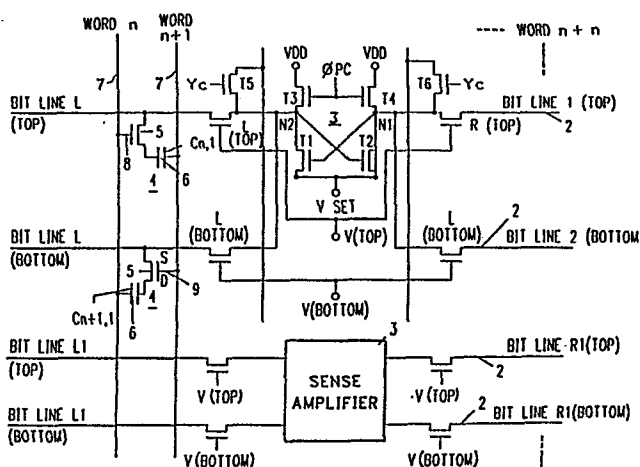 WORD n
WORD n+1
---- WORD n + n
VDD
VDD
ØPC
7
7
T5
T6
Yc
Yc
T3
T4
3
BIT LINE L (TOP)
N2
N1
BIT LINE 1 (TOP)
2
L (TOP)
R (TOP)
T1
T2
5
8
Cn,1
4
6
V SET
V(TOP)
L (BOTTOM)
L (BOTTOM)
2
BIT LINE L (BOTTOM)
BIT LINE 2 (BOTTOM
S
5
D
9
4
Cn+1,1
6
V(BOTTOM)
3
BIT LINE L1 (TOP)
BIT LINE R1(TOP)
2
V(TOP)
V(TOP)
SENSE AMPLIFIER
BIT LINE L1 (BOTTOM)
2
BIT LINE R1(BOTTOM)
V(BOTTOM)
V(BOTTOM)